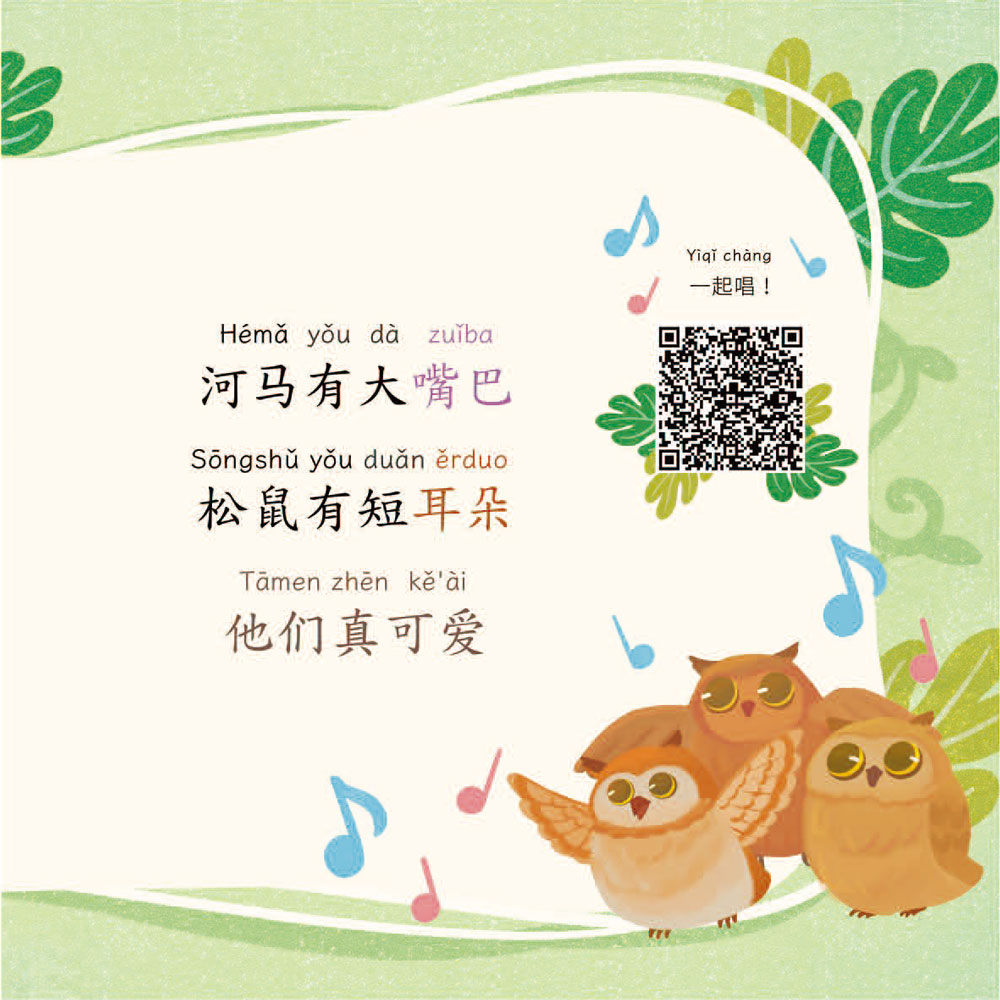 Yìqǐ chàng
一起唱！
Hémǎ yǒu dà zuǐba
河马有大嘴巴
Sōngshǔ yǒu duǎn ěrduo
松鼠有短耳朵
Tāmen zhēn kě'ài
他们真可爱